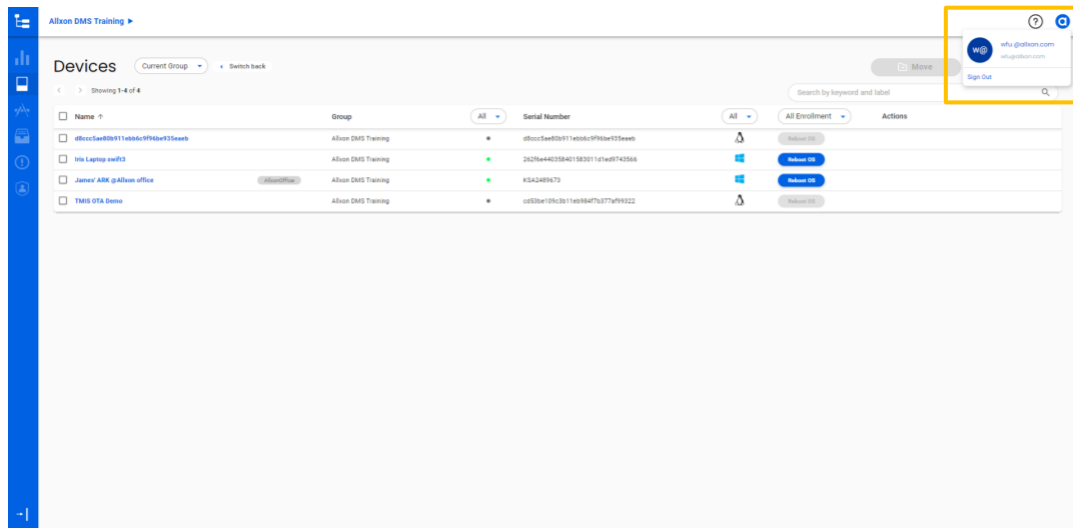 Allxon DMS Training ▶
?
a
w@
wfu.@allxon.com
wfu@allxon.com
Sign Out
Devices
Current Group
Switch back
Move
Showing 1-4 of 4
Search by keyword and label
Name ↑
Group
All
Serial Number
All
All Enrollment
Actions
d8ccc5ae80b911ebb6c9f96be935eaeb Allxon DMS Training d8ccc5ae80b911ebb6c9f96be935eaeb Reboot OS
Iris Laptop swift3 Allxon DMS Training 262f6e440358401583011d1ed9743566 Reboot OS
James' ARK @Allxon office AllxonOffice Allxon DMS Training KSA2489673 Reboot OS
TMIS OTA Demo Allxon DMS Training cd53be109c3b11eb984f7b377af99322 Reboot OS